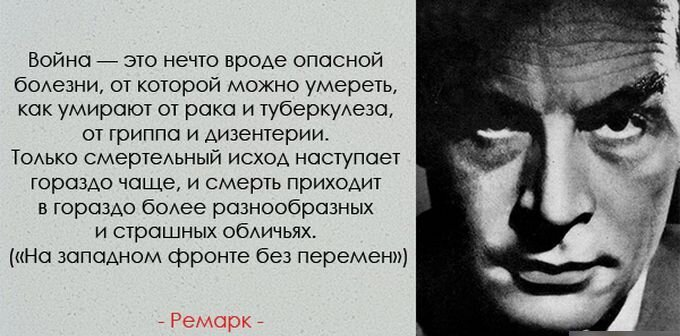 Война — это нечто вроде опасной
болезни, от которой можно умереть,
как умирают от рака и туберкулеза,
от гриппа и дизентерии.
Только смертельный исход наступает
гораздо чаще, и смерть приходит
в гораздо более разнообразных
и страшных обличьях.
(«На западном фронте без перемен»)
- Ремарк -